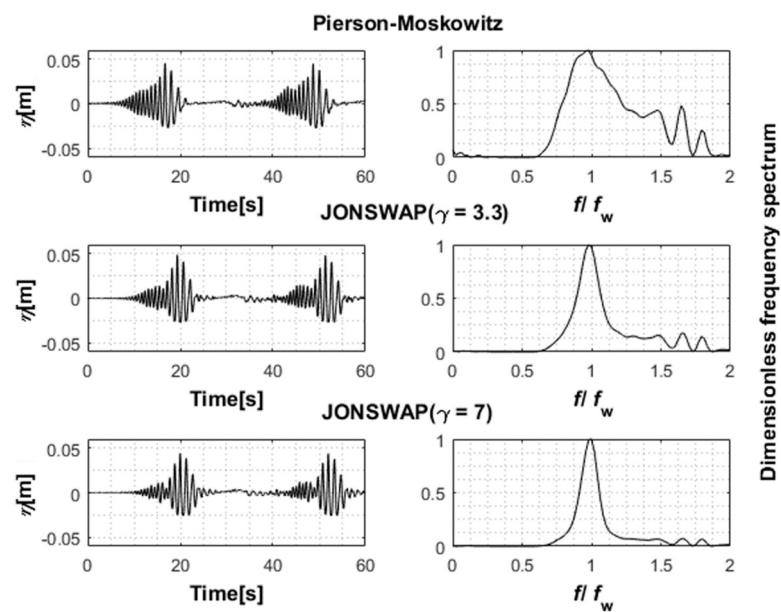 Pierson-Moskowitz
η[m]
0.05
0
-0.05
0 20 40 60
Time[s]
1
0.5
0
0 0.5 1 1.5 2
f/ fw
JONSWAP(γ = 3.3)
η[m]
0.05
0
-0.05
0 20 40 60
Time[s]
1
0.5
0
0 0.5 1 1.5 2
f/ fw
JONSWAP(γ = 7)
η[m]
0.05
0
-0.05
0 20 40 60
Time[s]
1
0.5
0
0 0.5 1 1.5 2
f/ fw
Dimensionless frequency spectrum